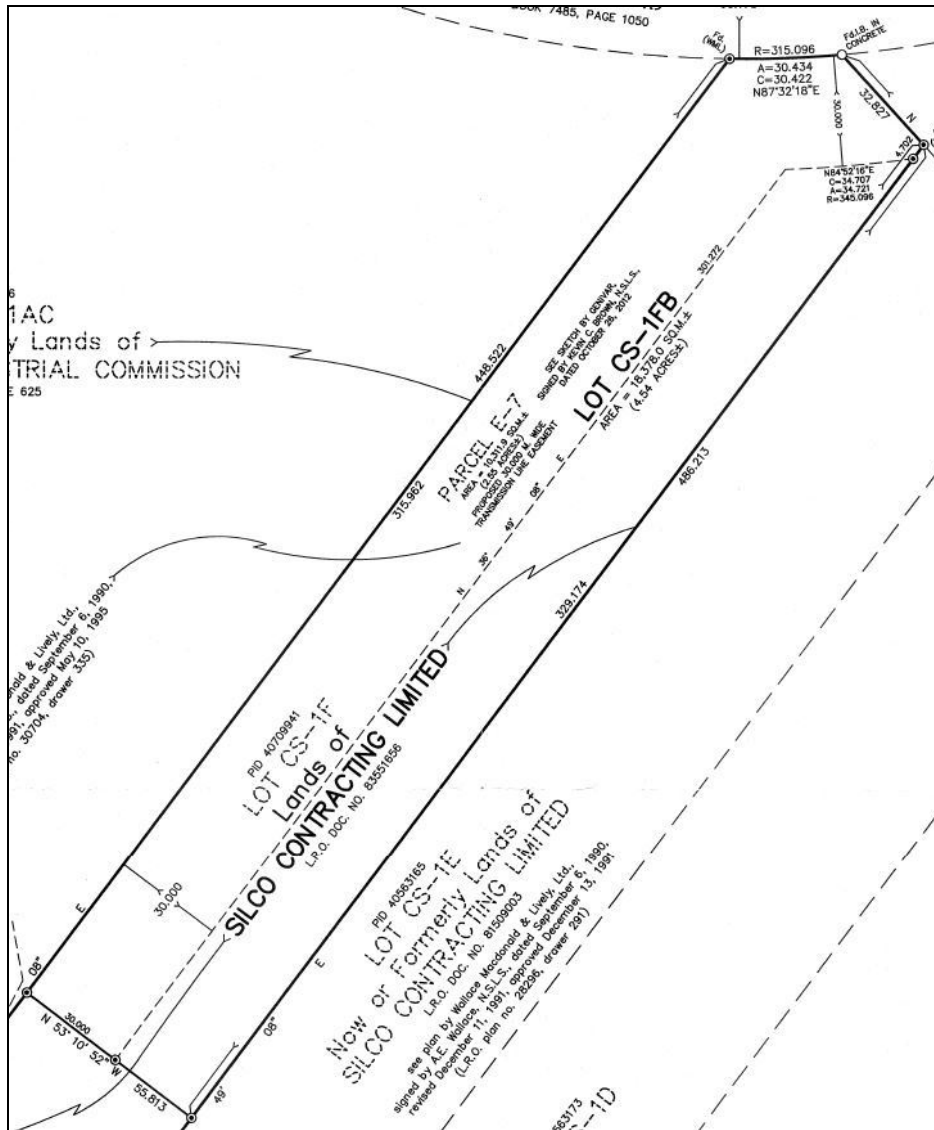 BOOK 7485, PAGE 1050
Fd.
(WML)
R=315.096
A=30.434
C=30.422
N87°32'18"E
Fd.I.B. IN
CONCRETE
32.827
N
30.000
4.702
N84°52'16"E
C=34.707
A=34.721
R=345.096
301.272
1AC
Lands of
TRIAL COMMISSION
E 625
448.522
315.962
PARCEL E-7
AREA = 10,311.9 SQ.M.±
(2.55 ACRES±)
PROPOSED 30.000 M. WIDE
TRANSMISSION LINE EASEMENT
SEE SKETCH BY GENIVAR,
SIGNED BY KEVIN C. BROWN, N.S.L.S.,
DATED OCTOBER 26, 2012
LOT CS-1FB
AREA = 18,378.0 SQ.M.±
(4.54 ACRES±)
486.213
329.174
N 36° 49' 08" E
onald & Lively, Ltd.,
., dated September 6, 1990,
991, approved May 10, 1995
no. 30704, drawer 335)
PID 40709941
LOT CS-1F
Lands of
SILCO CONTRACTING LIMITED
L.R.O. DOC. NO. 83551656
30.000
E
08"
30.000
N 53° 10' 52" W
55.813
49'
08"
E
PID 40563165
LOT CS-1E
Now or Formerly Lands of
SILCO CONTRACTING LIMITED
L.R.O. DOC. NO. 81509003
see plan by Wallace Macdonald & Lively, Ltd.,
signed by A.E. Wallace, N.S.L.S., dated September 6, 1990,
revised December 11, 1991, approved December 13, 1991
(L.R.O. plan no. 28296, drawer 291)
563173
S-1D